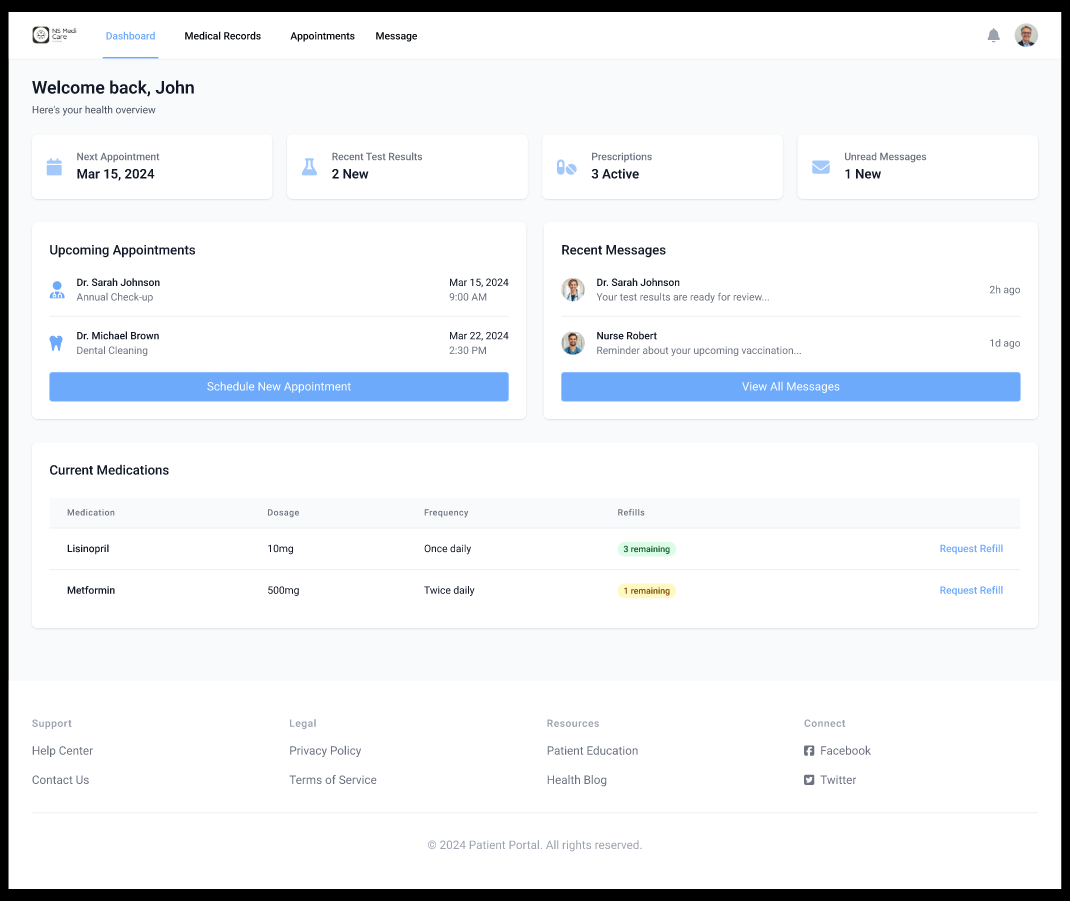 NS Medi
Care
Dashboard
Medical Records
Appointments
Message
Welcome back, John
Here's your health overview
Next Appointment
Mar 15, 2024
Recent Test Results
2 New
Prescriptions
3 Active
Unread Messages
1 New
Upcoming Appointments
Dr. Sarah Johnson
Annual Check-up
Mar 15, 2024
9:00 AM
Dr. Michael Brown
Dental Cleaning
Mar 22, 2024
2:30 PM
Schedule New Appointment
Recent Messages
Dr. Sarah Johnson
Your test results are ready for review...
2h ago
Nurse Robert
Reminder about your upcoming vaccination...
1d ago
View All Messages
Current Medications
Medication Dosage Frequency Refills
Lisinopril 10mg Once daily 3 remaining Request Refill
Metformin 500mg Twice daily 1 remaining Request Refill
Support
Help Center
Contact Us
Legal
Privacy Policy
Terms of Service
Resources
Patient Education
Health Blog
Connect
Facebook
Twitter
© 2024 Patient Portal. All rights reserved.